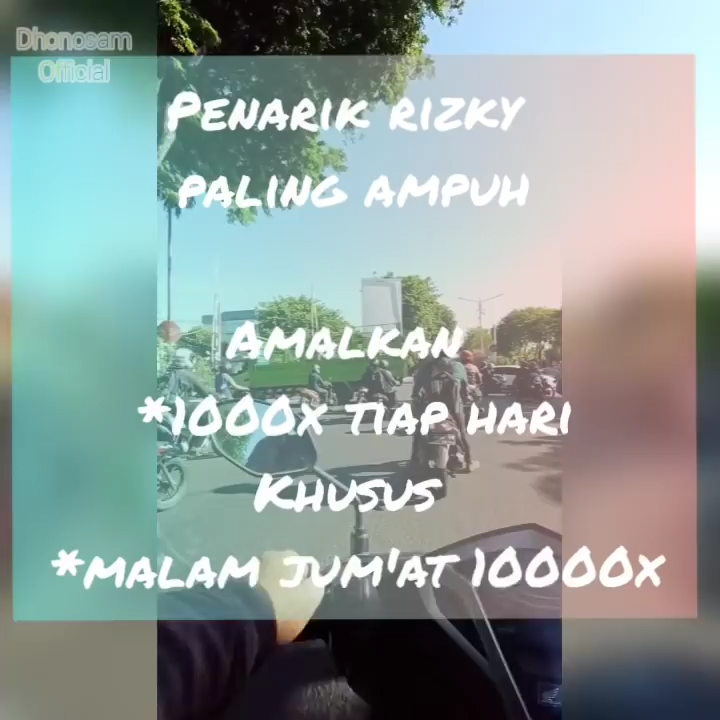 Dhonosam
Official
PENARIK RIZKY
PALING AMPUH
AMALKAN
*1000X TIAP HARI
KHUSUS
*MALAM JUM'AT 10000X